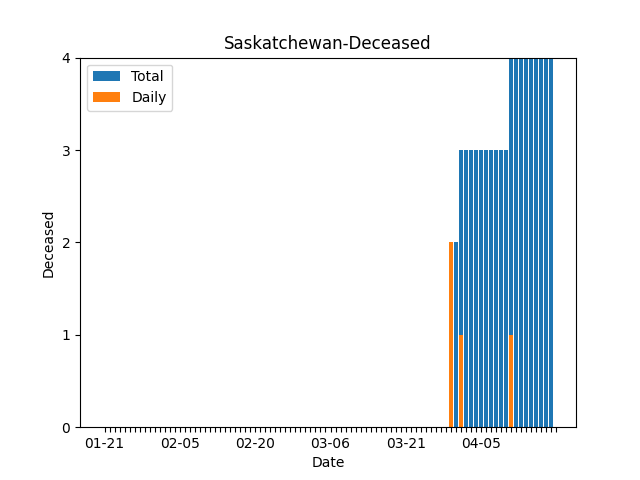 Saskatchewan-Deceased
Total
Daily
4
3
2
1
0
Deceased
01-21 02-05 02-20 03-06 03-21 04-05
Date